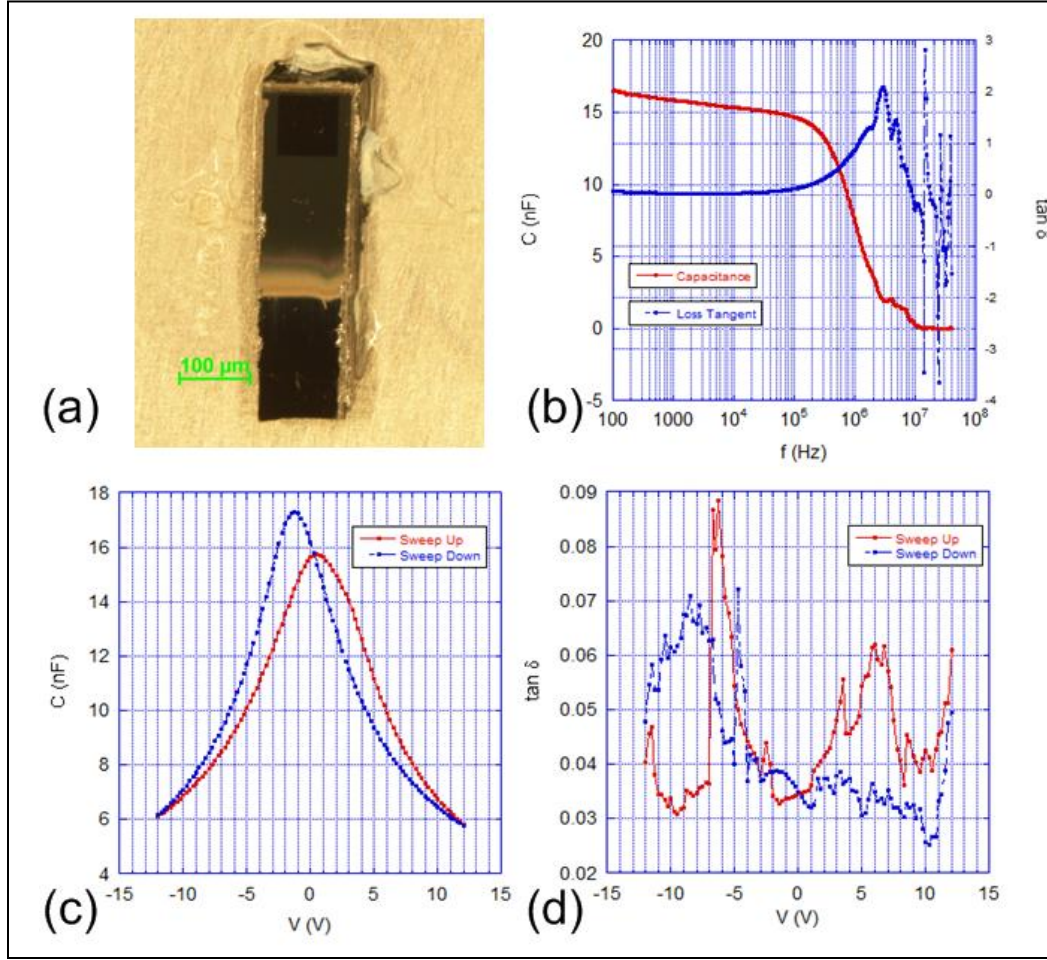 100 µm
(a)
20
15
10
5
0
-5
C (nF)
3
2
1
0
-1
-2
-3
-4
tan δ
Capacitance
Loss Tangent
100
1000
10⁴
10⁵
10⁶
10⁷
10⁸
f (Hz)
(b)
18
16
14
12
10
8
6
4
C (nF)
Sweep Up
Sweep Down
-15
-10
-5
0
5
10
15
V (V)
(c)
0.09
0.08
0.07
0.06
0.05
0.04
0.03
0.02
tan δ
Sweep Up
Sweep Down
-15
-10
-5
0
5
10
15
V (V)
(d)